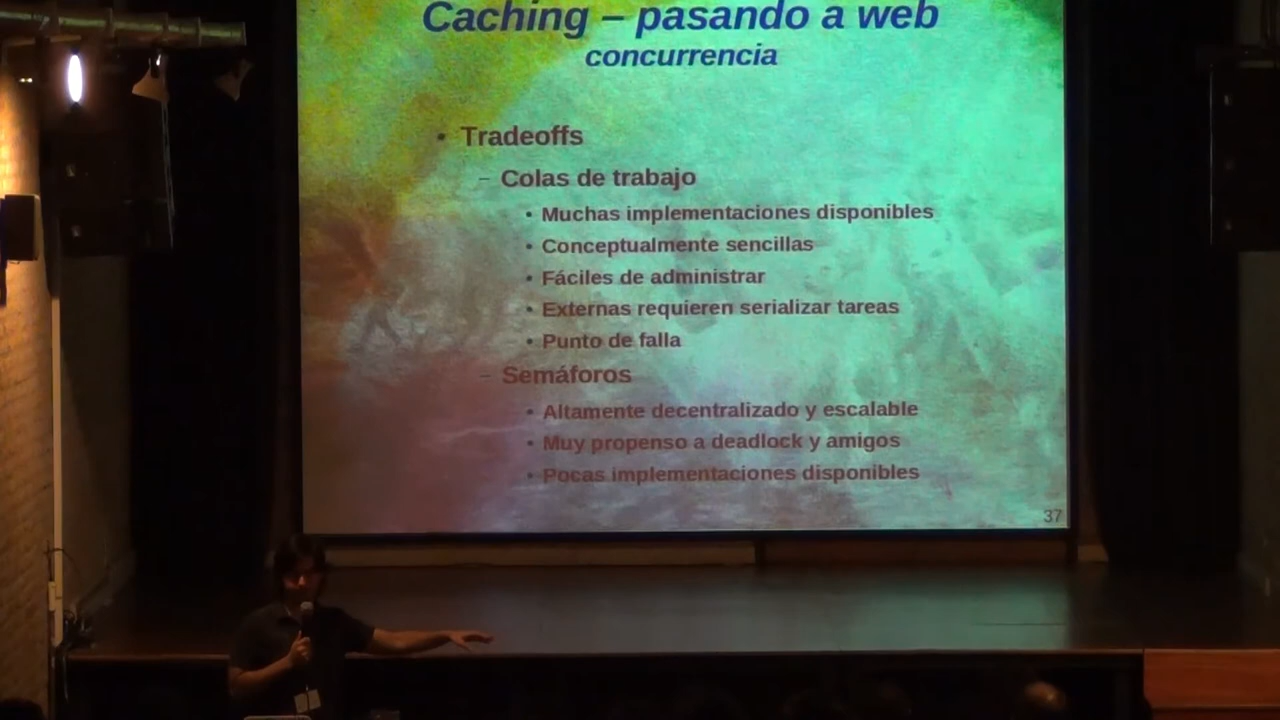 Caching – pasando a web
concurrencia
• Tradeoffs
– Colas de trabajo
• Muchas implementaciones disponibles
• Conceptualmente sencillas
• Fáciles de administrar
• Externas requieren serializar tareas
• Punto de falla
– Semáforos
• Altamente decentralizado y escalable
• Muy propenso a deadlock y amigos
• Pocas implementaciones disponibles
37